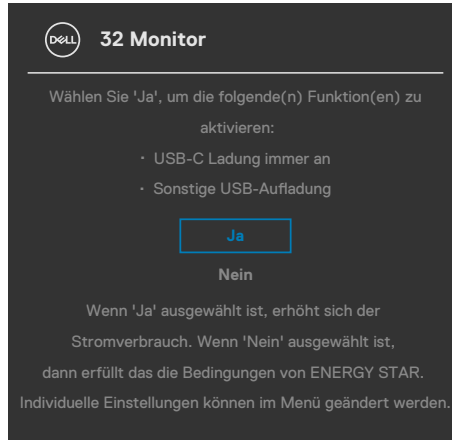 DELL
32 Monitor
Wählen Sie 'Ja', um die folgende(n) Funktion(en) zu
aktivieren:
· USB-C Ladung immer an
· Sonstige USB-Aufladung
Ja
Nein
Wenn 'Ja' ausgewählt ist, erhöht sich der
Stromverbrauch. Wenn 'Nein' ausgewählt ist,
dann erfüllt das die Bedingungen von ENERGY STAR.
Individuelle Einstellungen können im Menü geändert werden.